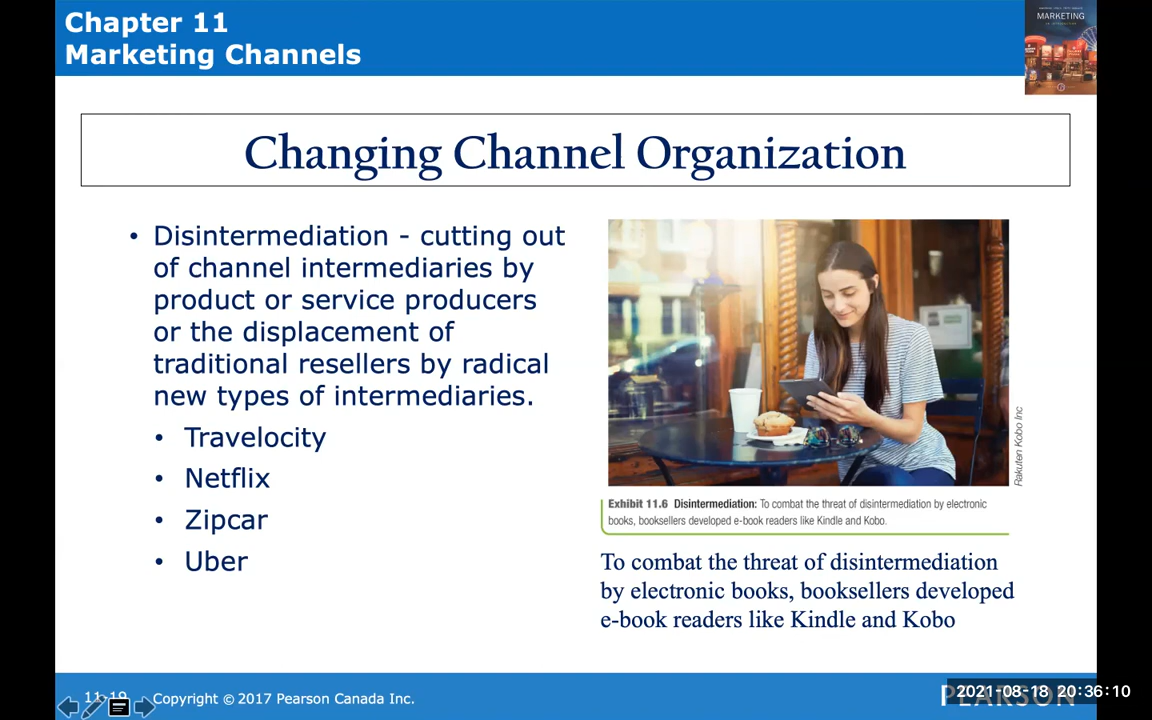 Chapter 11
Marketing Channels
MARKETING
Changing Channel Organization
• Disintermediation - cutting out
of channel intermediaries by
product or service producers
or the displacement of
traditional resellers by radical
new types of intermediaries.
• Travelocity
• Netflix
• Zipcar
• Uber
Rakuten Kobo Inc
Exhibit 11.6 Disintermediation: To combat the threat of disintermediation by electronic
books, booksellers developed e-book readers like Kindle and Kobo.
To combat the threat of disintermediation
by electronic books, booksellers developed
e-book readers like Kindle and Kobo
11-19
Copyright © 2017 Pearson Canada Inc.
PEARSON
2021-08-18 20:36:10